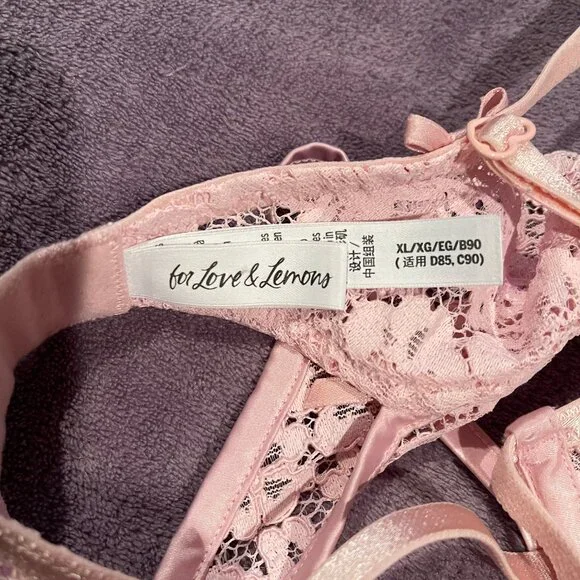 for Love & Lemons
设计/
中国组装
XL/XG/EG/B90
(适用 D85, C90)